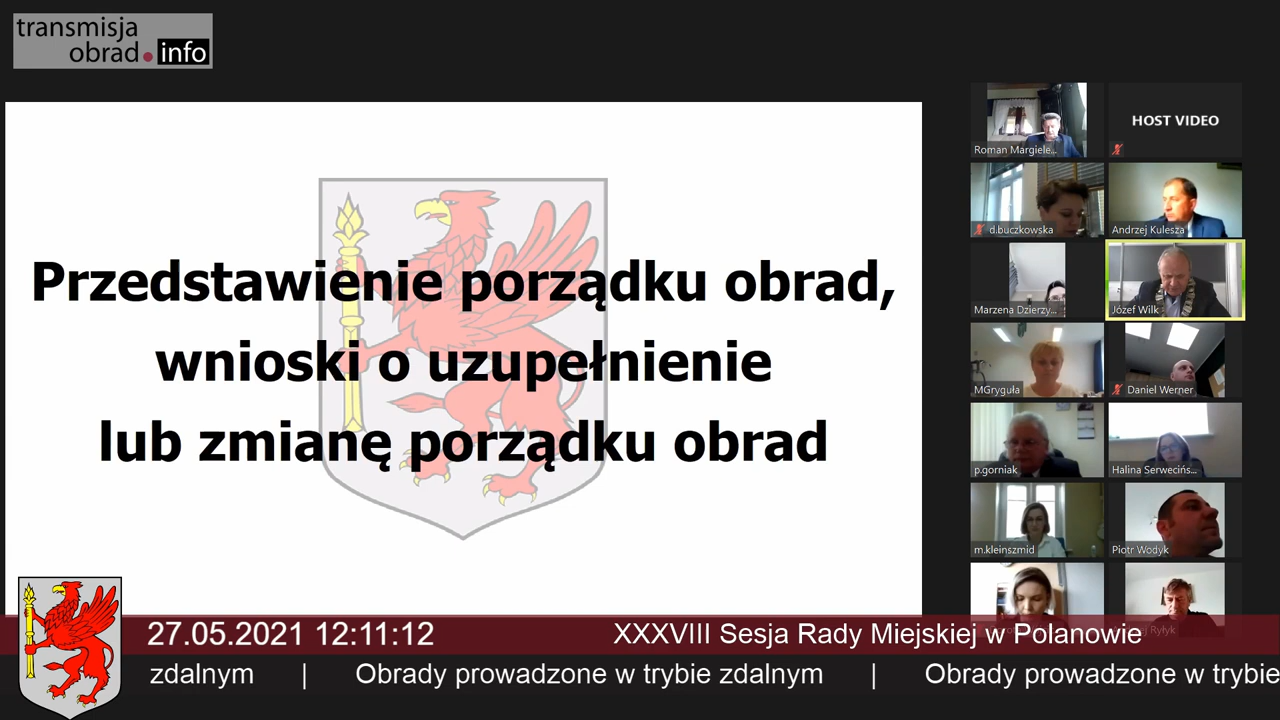 transmisja
obrad.info
Przedstawienie porządku obrad,
wnioski o uzupełnienie
lub zmianę porządku obrad
Roman Margiele...
HOST VIDEO
d.buczkowska
Andrzej Kulesza
Marzena Dzierzy...
Józef Wilk
MGryguła
Daniel Werner
p.gorniak
Halina Serwecińs...
m.kleinszmid
Piotr Wodyk
Ryłyk
27.05.2021 12:11:12
XXXVIII Sesja Rady Miejskiej w Polanowie
zdalnym | Obrady prowadzone w trybie zdalnym | Obrady prowadzone w trybie